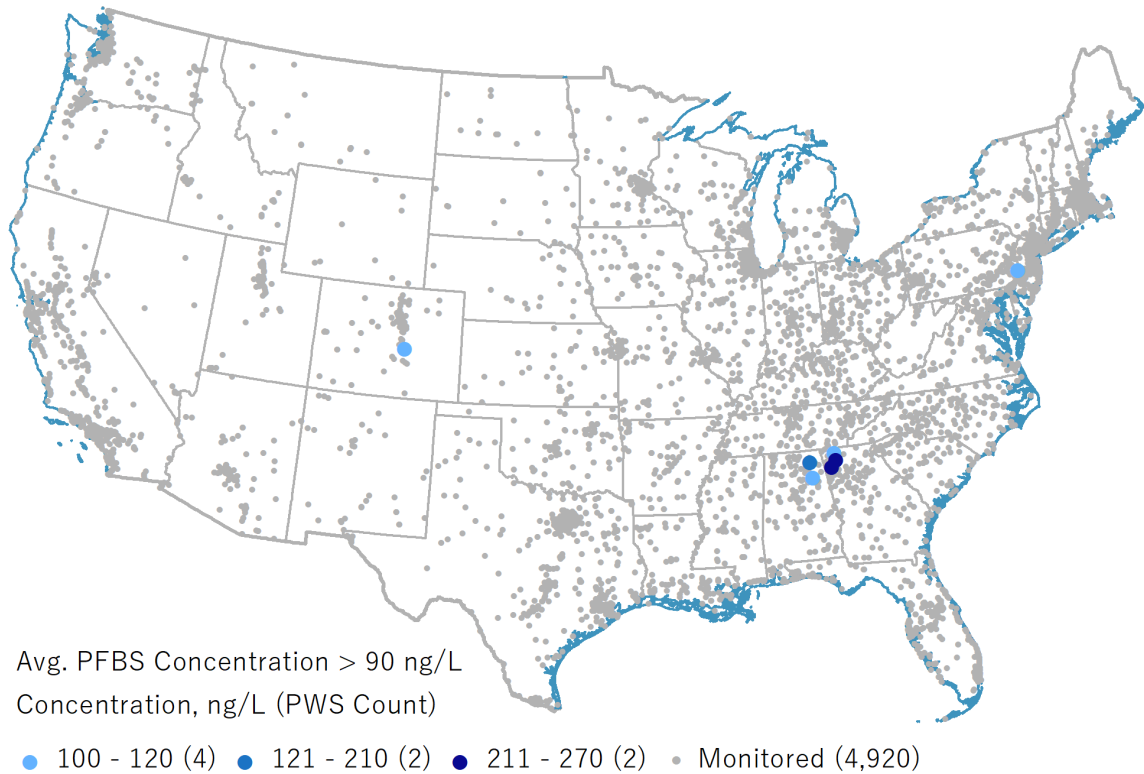 Avg. PFBS Concentration > 90 ng/L
Concentration, ng/L (PWS Count)
100 - 120 (4) 121 - 210 (2) 211 - 270 (2) Monitored (4,920)